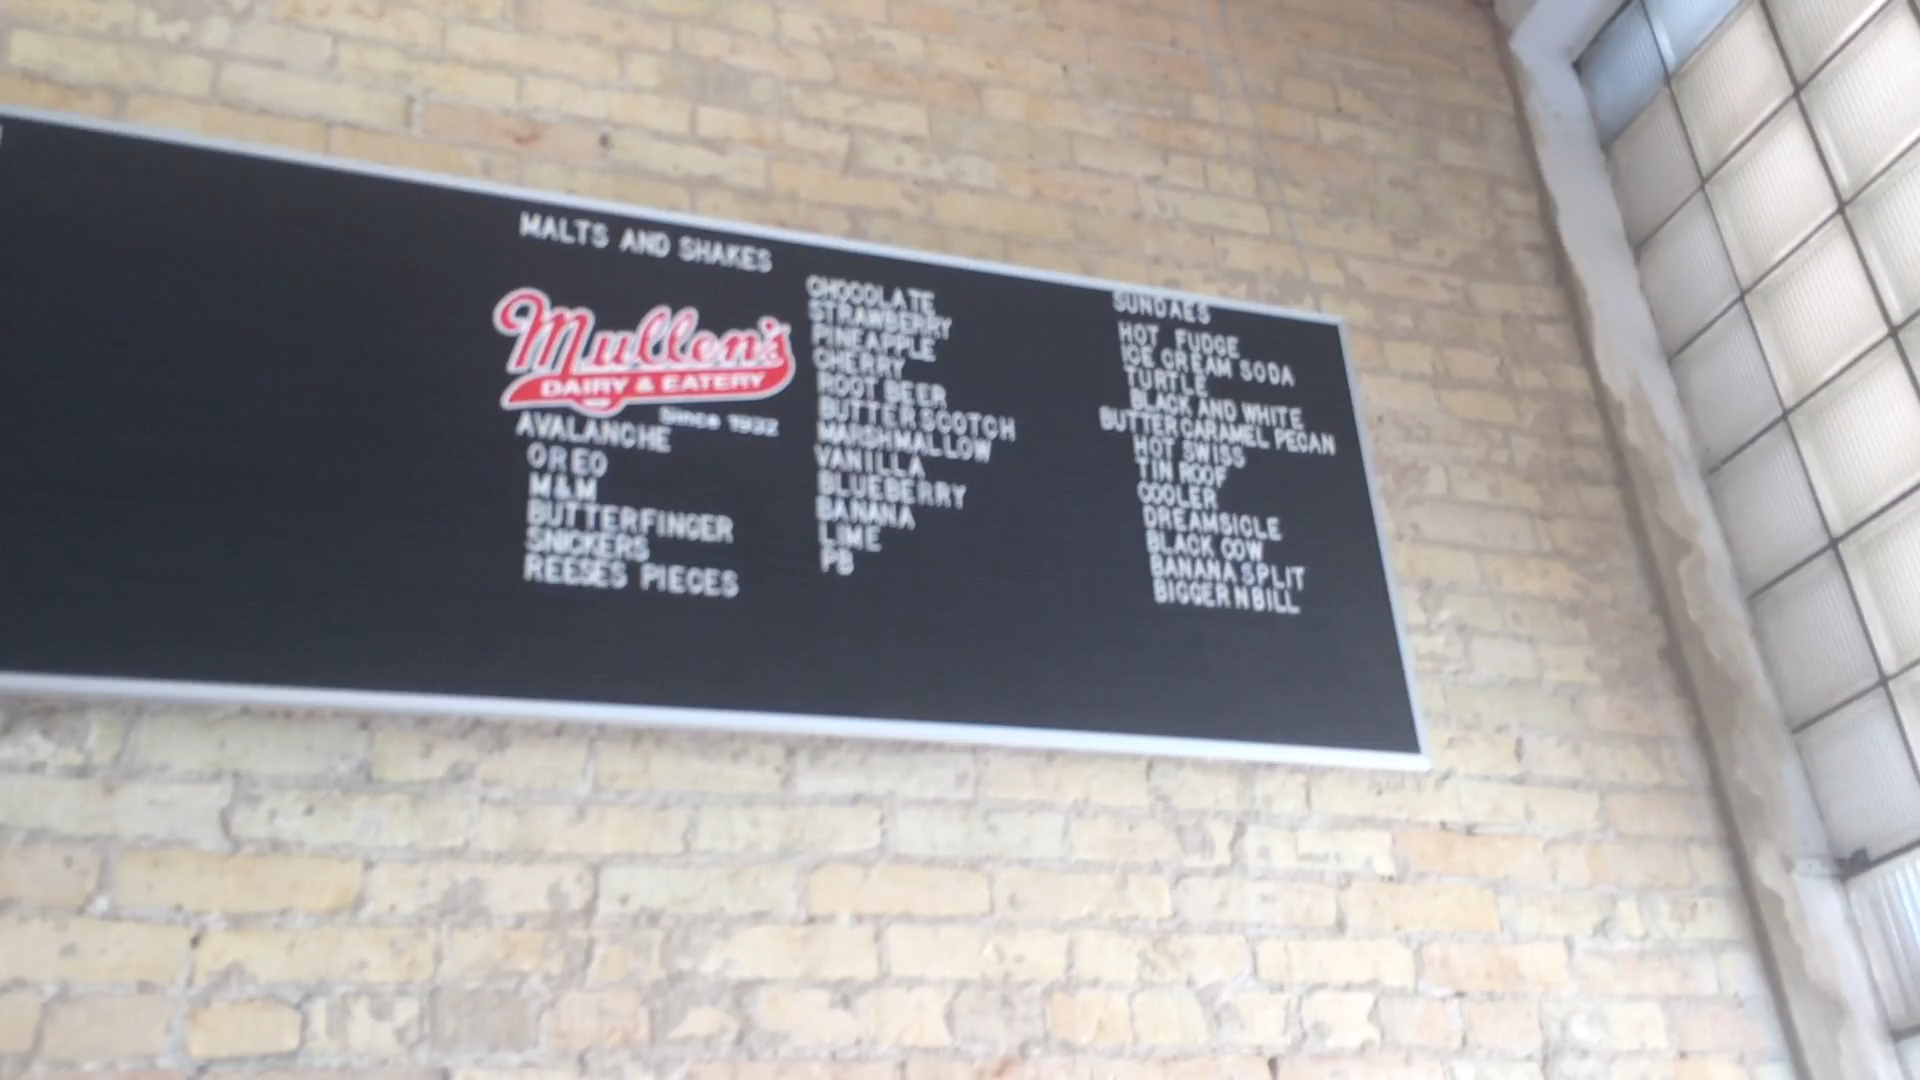 MALTS AND SHAKES
Mullen's
DAIRY & EATERY
Since 1932
AVALANCHE
OREO
M&M
BUTTERFINGER
SNICKERS
REESES PIECES
CHOCOLATE
STRAWBERRY
PINEAPPLE
CHERRY
ROOT BEER
BUTTERSCOTCH
MARSHMALLOW
VANILLA
BLUEBERRY
BANANA
LIME
PB
SUNDAES
HOT FUDGE
ICE CREAM SODA
TURTLE
BLACK AND WHITE
BUTTER CARAMEL PECAN
HOT SWISS
TIN ROOF
COOLER
DREAMSICLE
BLACK COW
BANANA SPLIT
BIGGER N BILL